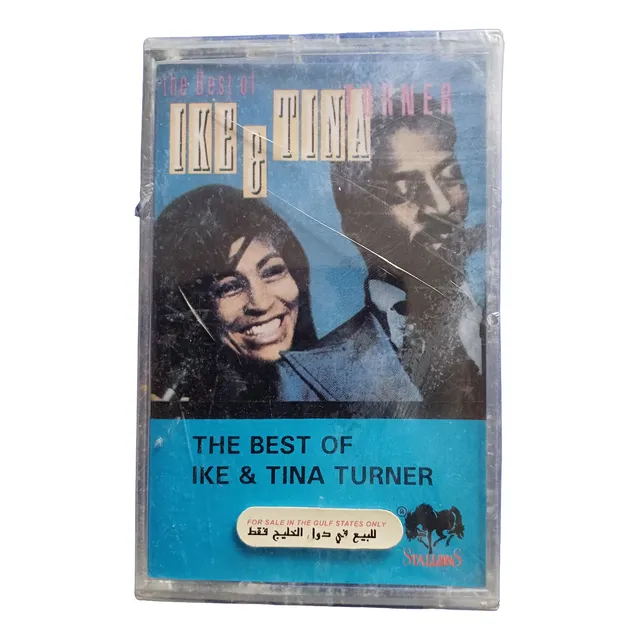 the Best of
IKE & TINA
TURNER
THE BEST OF
IKE & TINA TURNER
FOR SALE IN THE GULF STATES ONLY
للبيع في دول الخليج فقط
®
STALLIONS